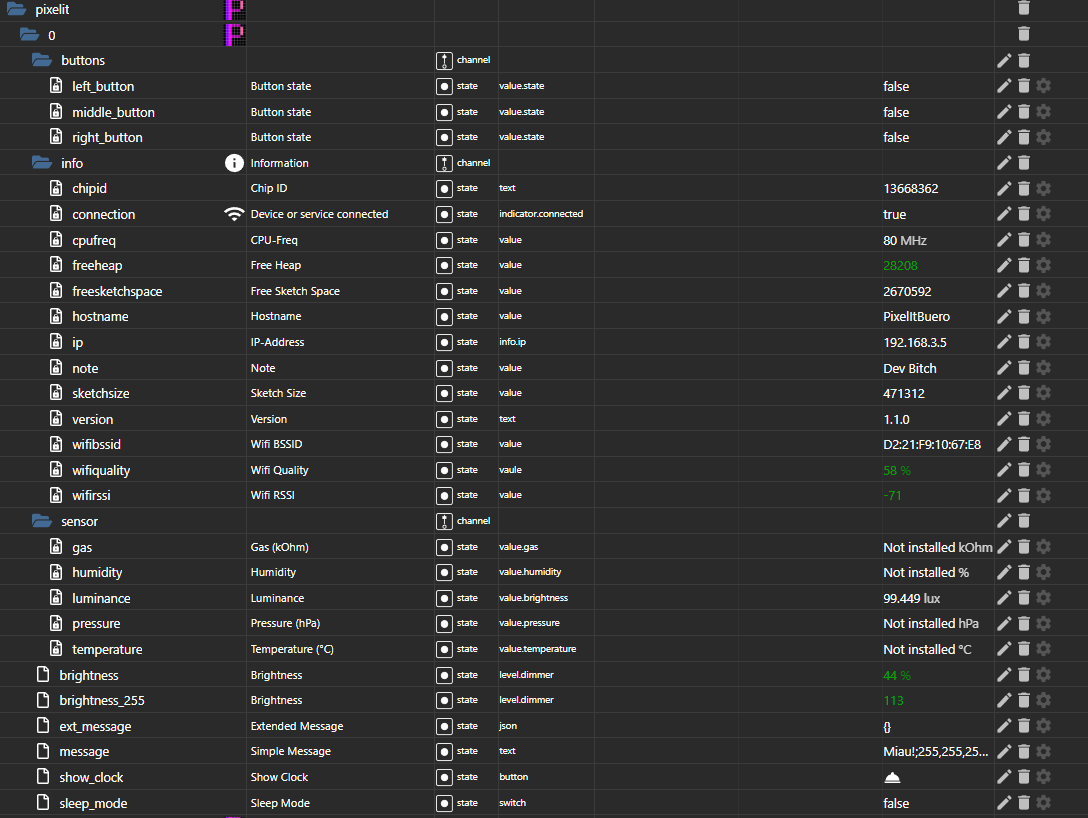 pixelit
0
buttons channel
left_button Button state state value.state false
middle_button Button state state value.state false
right_button Button state state value.state false
info Information channel
chipid Chip ID state text 13668362
connection Device or service connected state indicator.connected true
cpufreq CPU-Freq state value 80 MHz
freeheap Free Heap state value 28208
freesketchspace Free Sketch Space state value 2670592
hostname Hostname state value PixelItBuero
ip IP-Address state info.ip 192.168.3.5
note Note state value Dev Bitch
sketchsize Sketch Size state value 471312
version Version state text 1.1.0
wifibssid Wifi BSSID state value D2:21:F9:10:67:E8
wifiquality Wifi Quality state vaule 58 %
wifirssi Wifi RSSI state value -71
sensor channel
gas Gas (kOhm) state value.gas Not installed kOhm
humidity Humidity state value.humidity Not installed %
luminance Luminance state value.brightness 99.449 lux
pressure Pressure (hPa) state value.pressure Not installed hPa
temperature Temperature (°C) state value.temperature Not installed °C
brightness Brightness state level.dimmer 44 %
brightness_255 Brightness state level.dimmer 113
ext_message Extended Message state json {}
message Simple Message state text Miau!;255,255,25...
show_clock Show Clock state button
sleep_mode Sleep Mode state switch false